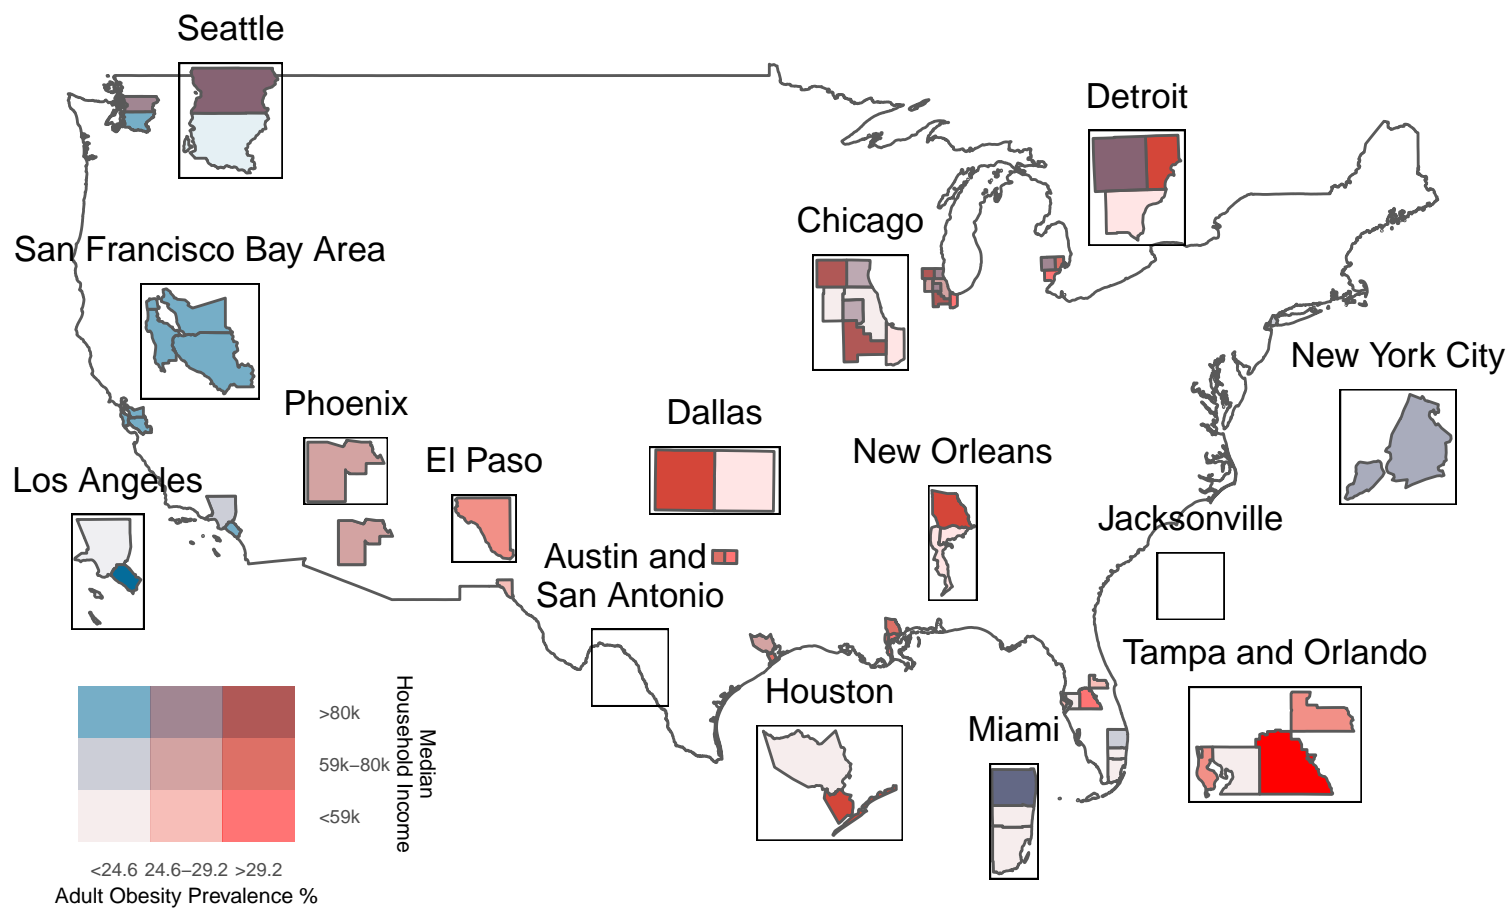 Seattle
Detroit
Chicago
San Francisco Bay Area
New York City
Phoenix
Dallas
El Paso
New Orleans
Los Angeles
Jacksonville
Austin and
San Antonio
Tampa and Orlando
Houston
Miami
>80k
59k–80k
<59k
Median
Household Income
<24.6 24.6–29.2 >29.2
Adult Obesity Prevalence %